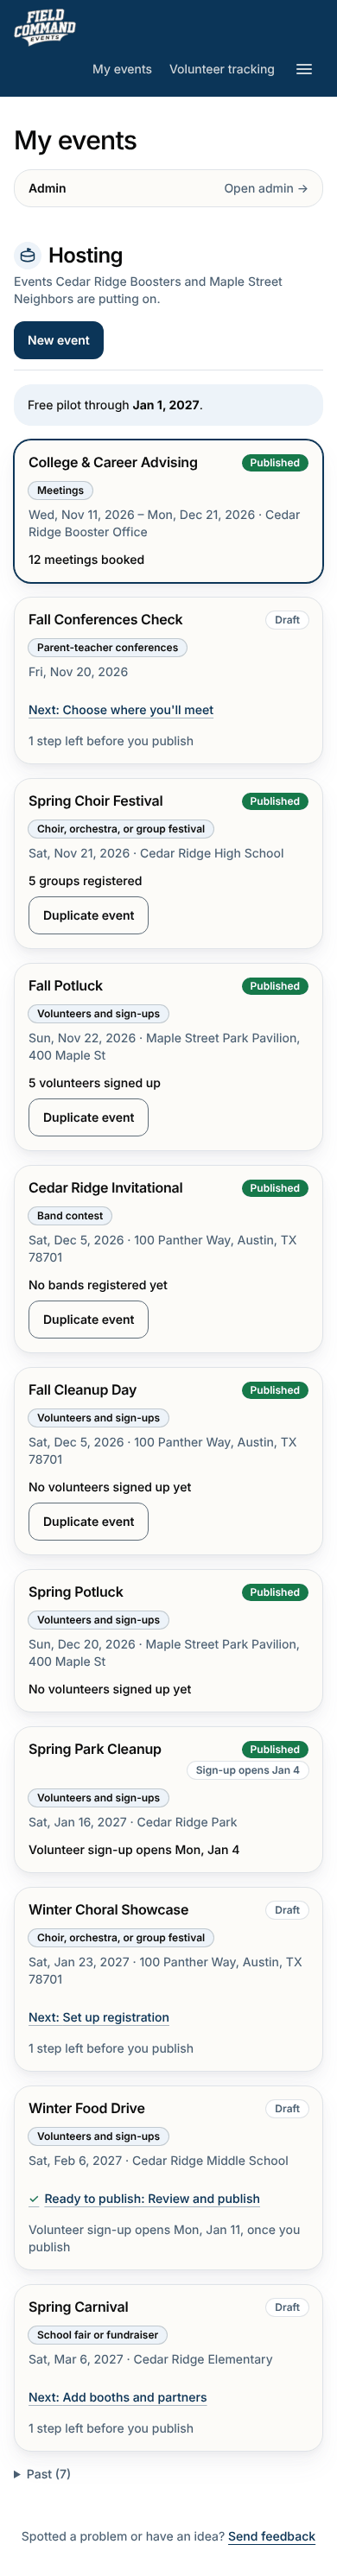 FIELD
COMMAND
EVENTS
My events
Volunteer tracking
My events
Admin
Open admin →
Hosting
Events Cedar Ridge Boosters and Maple Street
Neighbors are putting on.
New event
Free pilot through Jan 1, 2027.
College & Career Advising
Published
Meetings
Wed, Nov 11, 2026 – Mon, Dec 21, 2026 · Cedar
Ridge Booster Office
12 meetings booked
Fall Conferences Check
Draft
Parent-teacher conferences
Fri, Nov 20, 2026
Next: Choose where you'll meet
1 step left before you publish
Spring Choir Festival
Published
Choir, orchestra, or group festival
Sat, Nov 21, 2026 · Cedar Ridge High School
5 groups registered
Duplicate event
Fall Potluck
Published
Volunteers and sign-ups
Sun, Nov 22, 2026 · Maple Street Park Pavilion,
400 Maple St
5 volunteers signed up
Duplicate event
Cedar Ridge Invitational
Published
Band contest
Sat, Dec 5, 2026 · 100 Panther Way, Austin, TX
78701
No bands registered yet
Duplicate event
Fall Cleanup Day
Published
Volunteers and sign-ups
Sat, Dec 5, 2026 · 100 Panther Way, Austin, TX
78701
No volunteers signed up yet
Duplicate event
Spring Potluck
Published
Volunteers and sign-ups
Sun, Dec 20, 2026 · Maple Street Park Pavilion,
400 Maple St
No volunteers signed up yet
Spring Park Cleanup
Published
Sign-up opens Jan 4
Volunteers and sign-ups
Sat, Jan 16, 2027 · Cedar Ridge Park
Volunteer sign-up opens Mon, Jan 4
Winter Choral Showcase
Draft
Choir, orchestra, or group festival
Sat, Jan 23, 2027 · 100 Panther Way, Austin, TX
78701
Next: Set up registration
1 step left before you publish
Winter Food Drive
Draft
Volunteers and sign-ups
Sat, Feb 6, 2027 · Cedar Ridge Middle School
✓ Ready to publish: Review and publish
Volunteer sign-up opens Mon, Jan 11, once you
publish
Spring Carnival
Draft
School fair or fundraiser
Sat, Mar 6, 2027 · Cedar Ridge Elementary
Next: Add booths and partners
1 step left before you publish
Past (7)
Spotted a problem or have an idea? Send feedback